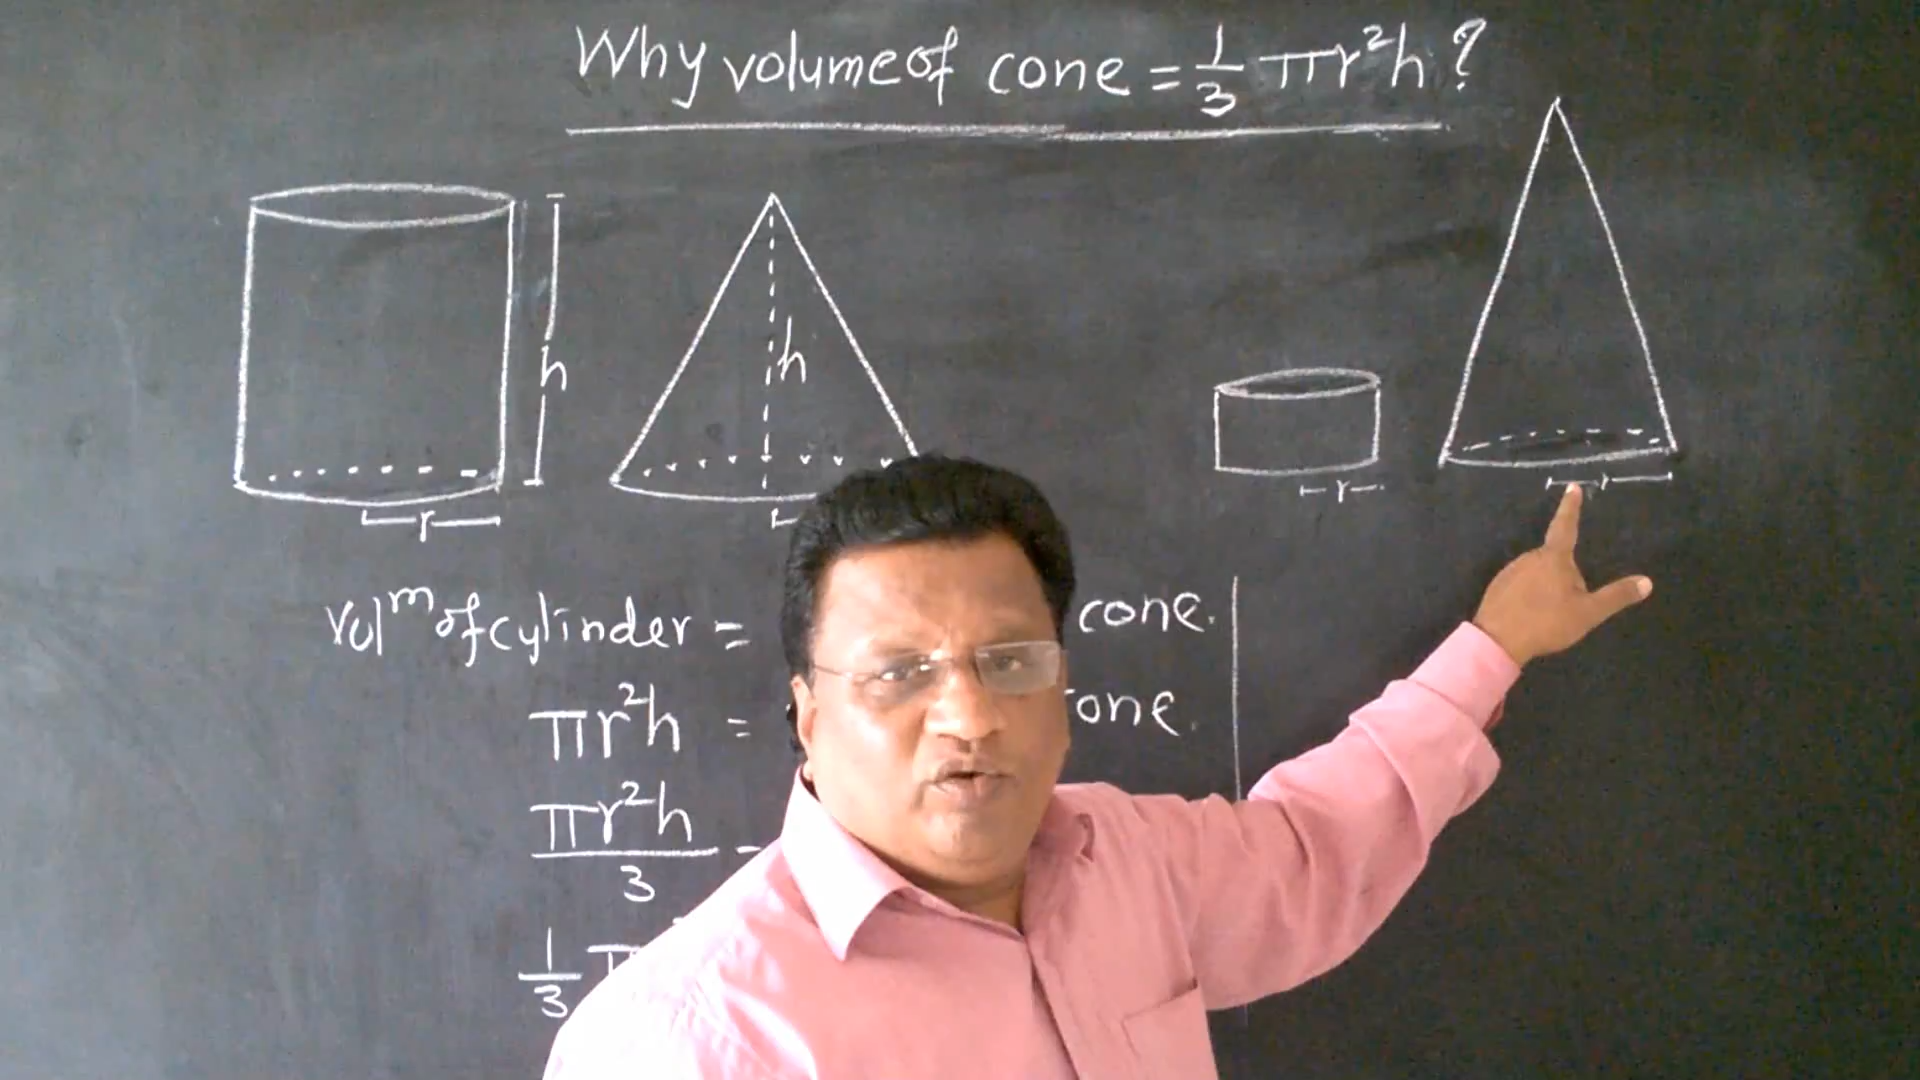 Why volume of cone = 1/3 πr²h ?
h
h
r
r
r
Vol^m of cylinder = cone.
πr²h = one.
πr²h/3
1/3